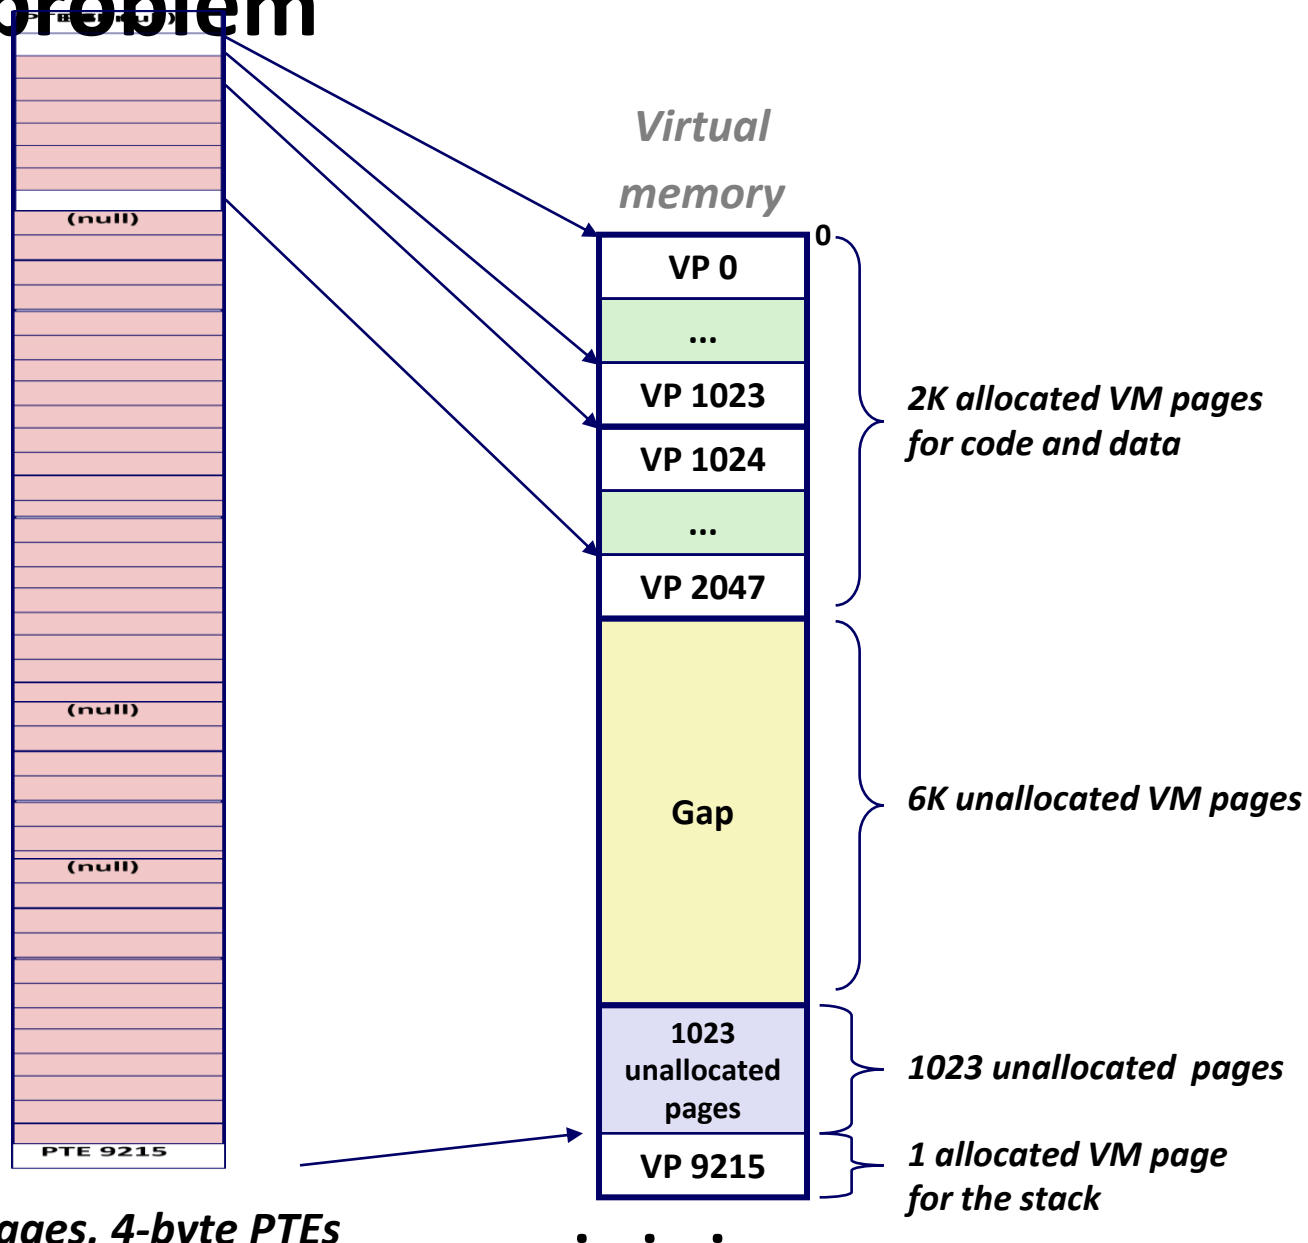 problem
(null)
(null)
(null)
PTE 9215
Virtual
memory
0
VP 0
...
VP 1023
VP 1024
...
VP 2047
Gap
1023
unallocated
pages
VP 9215
2K allocated VM pages
for code and data
6K unallocated VM pages
1023 unallocated pages
1 allocated VM page
for the stack
4-byte PTEs